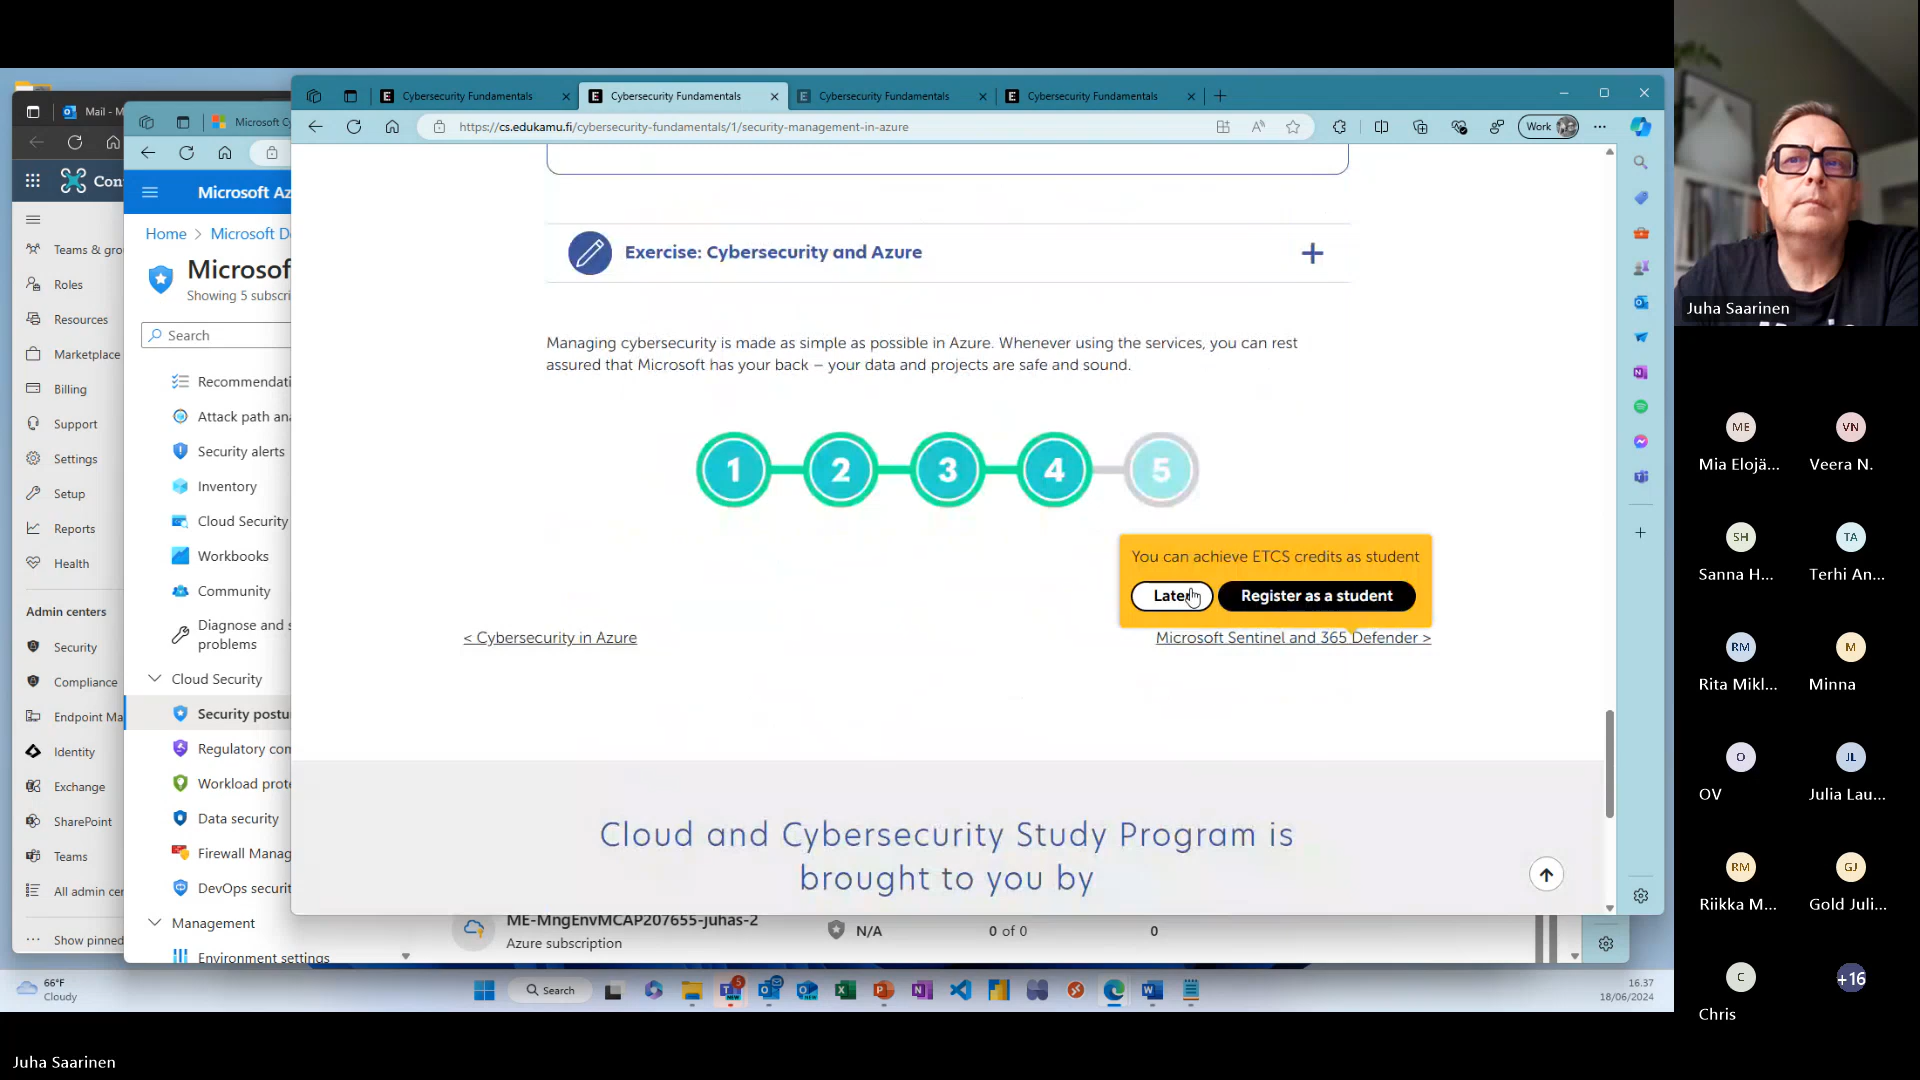 Mail - M
Microsoft Cy
Cybersecurity Fundamentals
Cybersecurity Fundamentals
Cybersecurity Fundamentals
Cybersecurity Fundamentals
https://cs.edukamu.fi/cybersecurity-fundamentals/1/security-management-in-azure
Work
Con
Teams & gro
Roles
Resources
Marketplace
Billing
Support
Settings
Setup
Reports
Health
Admin centers
Security
Compliance
Endpoint Ma
Identity
Exchange
SharePoint
Teams
All admin cen
Show pinned
Microsoft Az
Home > Microsoft D
Microsof
Showing 5 subscri
Search
Recommendati
Attack path ana
Security alerts
Inventory
Cloud Security
Workbooks
Community
Diagnose and s
problems
Cloud Security
Security postu
Regulatory con
Workload prote
Data security
Firewall Manag
DevOps securit
Management
Environment settings
Exercise: Cybersecurity and Azure
Managing cybersecurity is made as simple as possible in Azure. Whenever using the services, you can rest
assured that Microsoft has your back – your data and projects are safe and sound.
1 2 3 4 5
You can achieve ETCS credits as student
Later
Register as a student
< Cybersecurity in Azure
Microsoft Sentinel and 365 Defender >
Cloud and Cybersecurity Study Program is
brought to you by
ME-MngEnvMCAP207655-juhas-2
Azure subscription
N/A
0 of 0
0
66°F
Cloudy
Search
5
NEW
16.37
18/06/2024
Juha Saarinen
ME
Mia Elojä...
VN
Veera N.
SH
Sanna H...
TA
Terhi An...
RM
Rita Mikl...
M
Minna
O
OV
JL
Julia Lau...
RM
Riikka M...
GJ
Gold Juli...
C
Chris
+16
Juha Saarinen